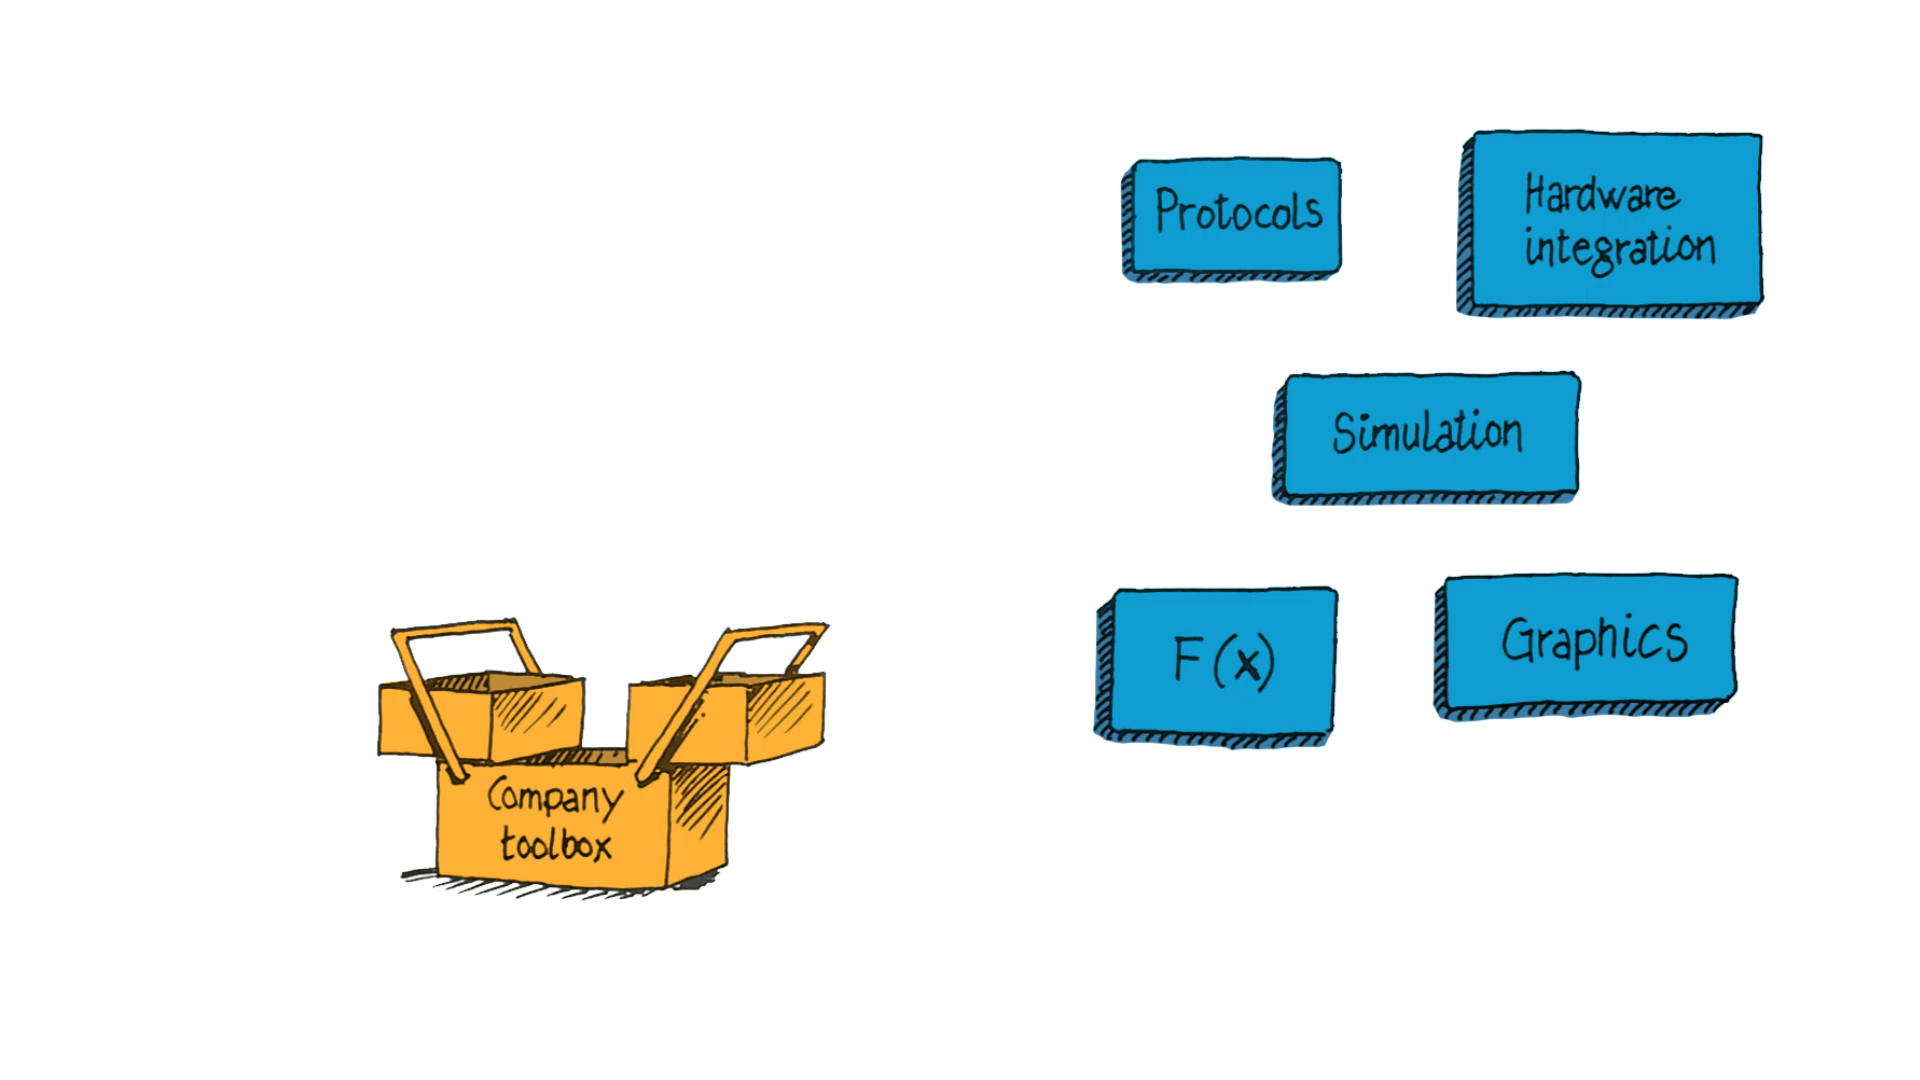 Protocols
Hardware
integration
Simulation
F(x)
Graphics
Company
toolbox